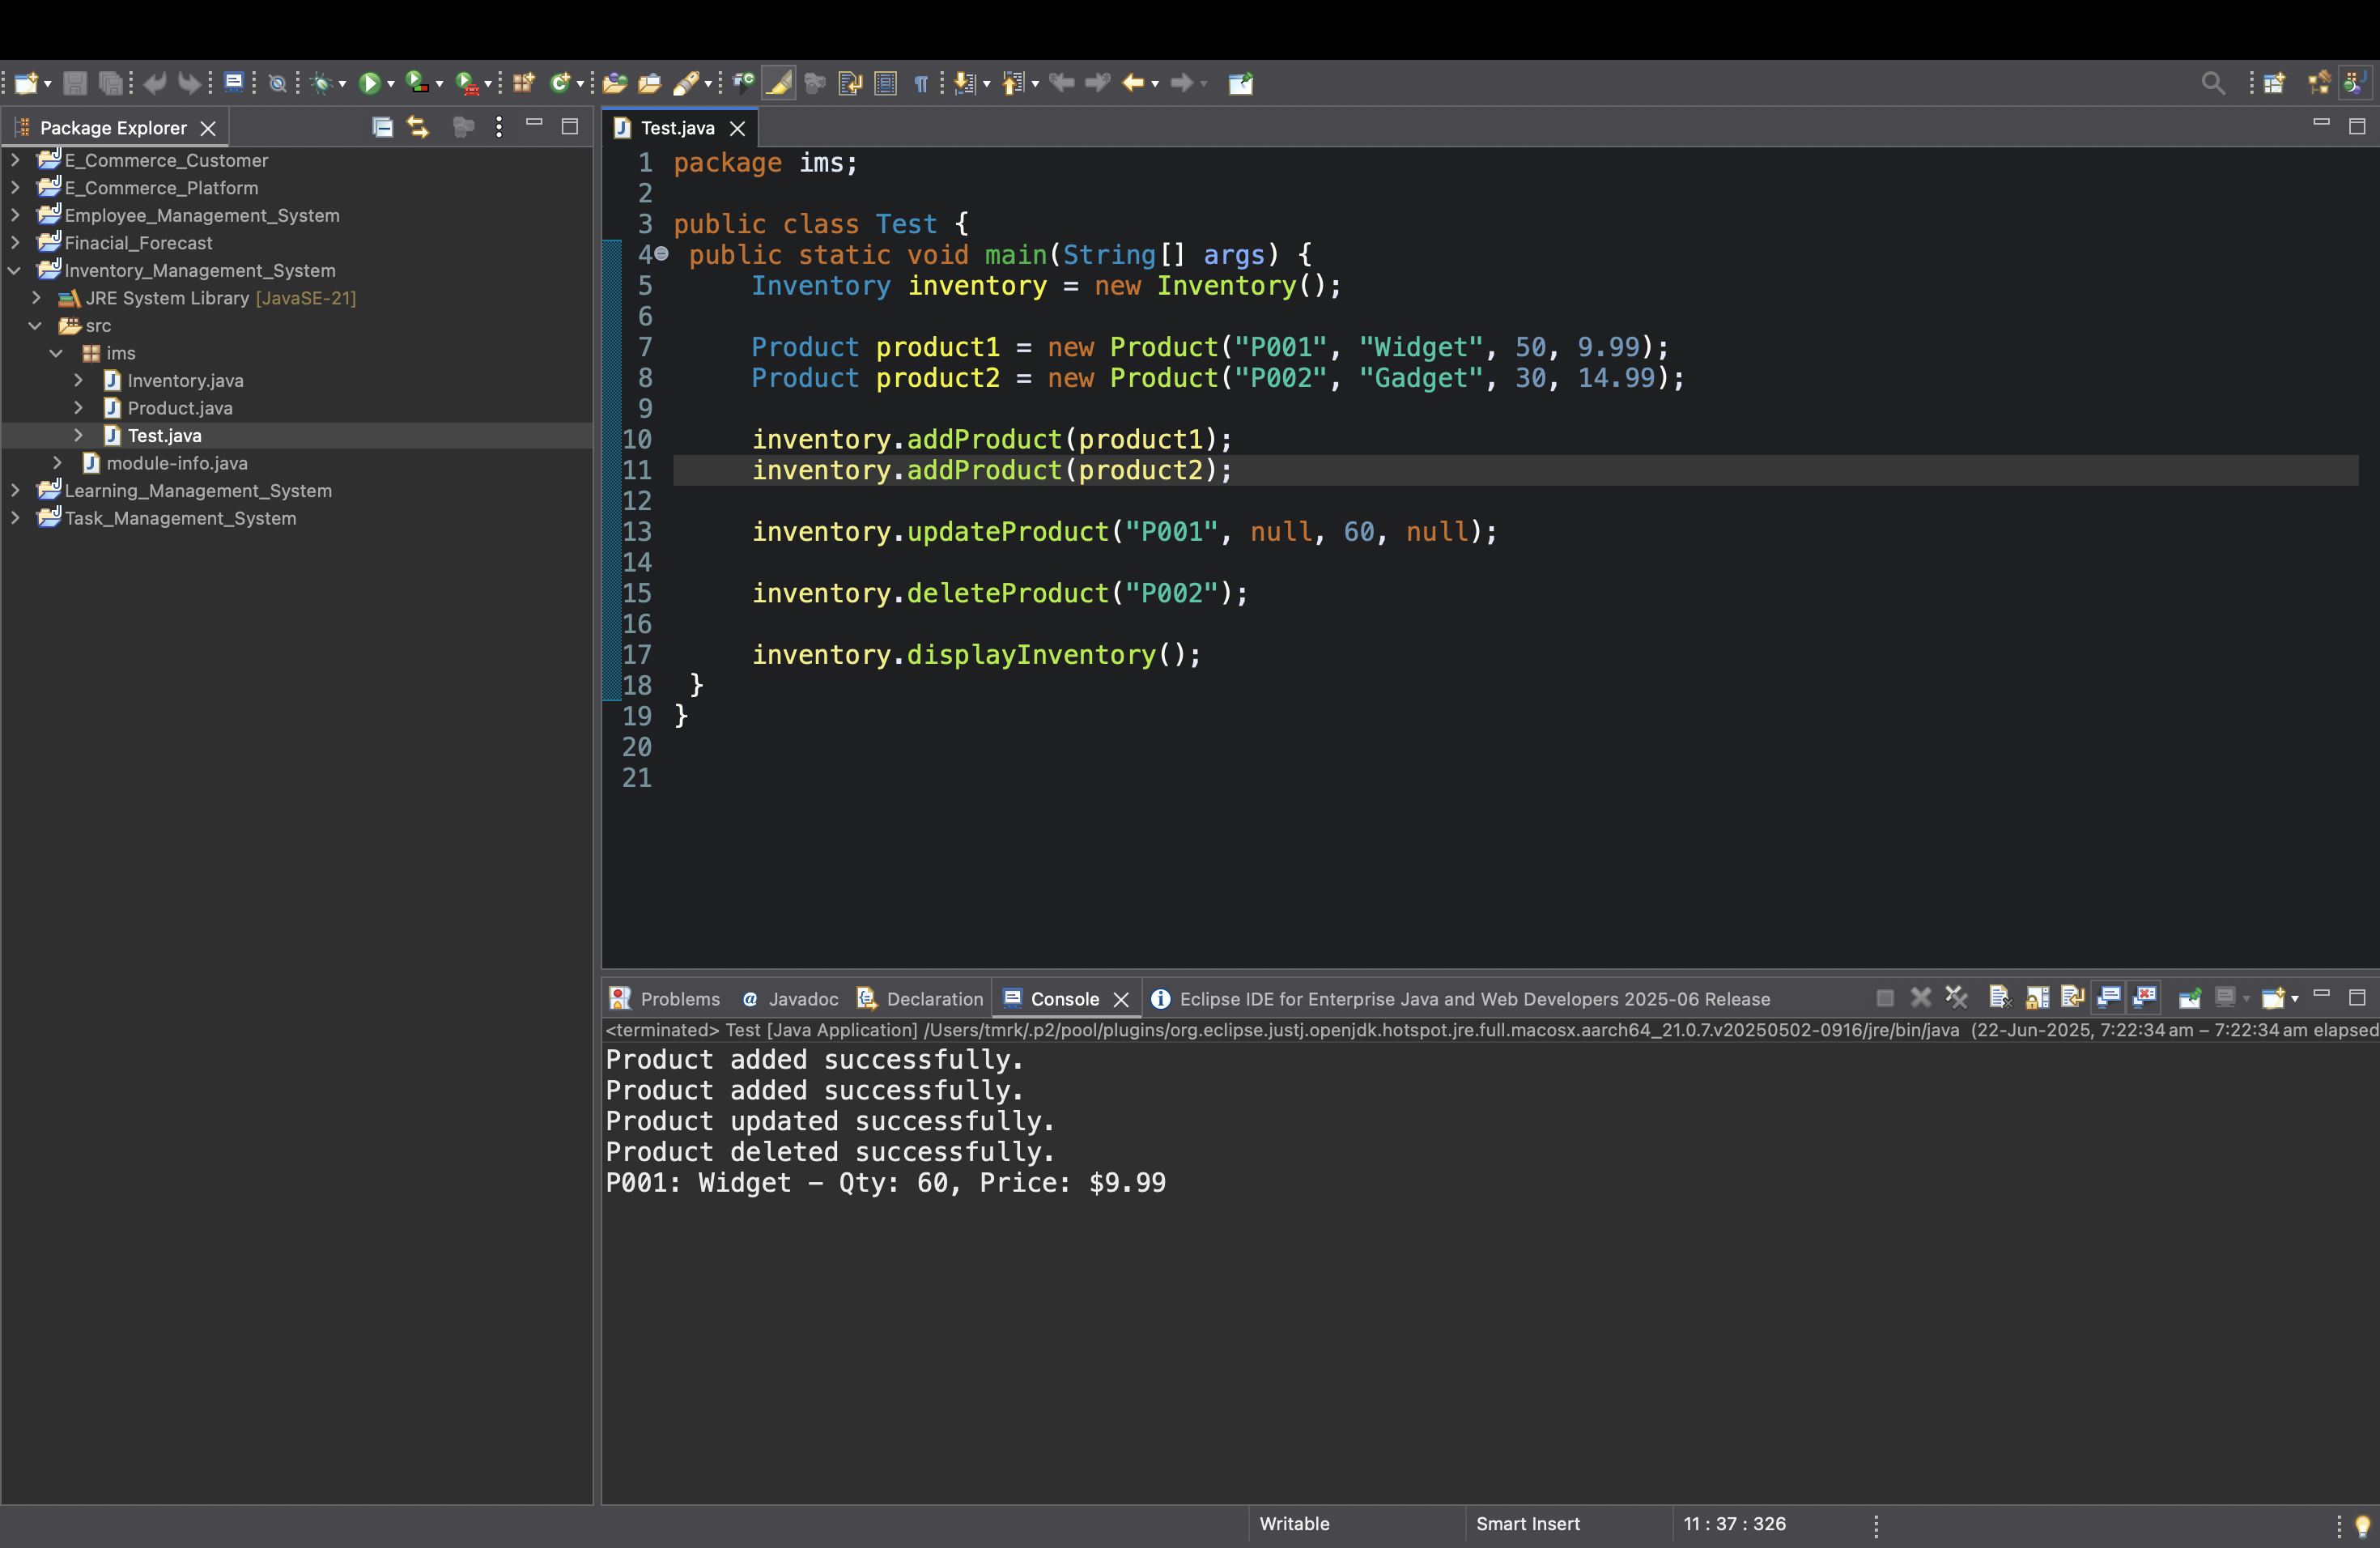 Package Explorer
E_Commerce_Customer
E_Commerce_Platform
Employee_Management_System
Finacial_Forecast
Inventory_Management_System
JRE System Library [JavaSE-21]
src
ims
Inventory.java
Product.java
Test.java
module-info.java
Learning_Management_System
Task_Management_System
Test.java
1 package ims;
2
3 public class Test {
4 public static void main(String[] args) {
5 Inventory inventory = new Inventory();
6
7 Product product1 = new Product("P001", "Widget", 50, 9.99);
8 Product product2 = new Product("P002", "Gadget", 30, 14.99);
9
10 inventory.addProduct(product1);
11 inventory.addProduct(product2);
12
13 inventory.updateProduct("P001", null, 60, null);
14
15 inventory.deleteProduct("P002");
16
17 inventory.displayInventory();
18 }
19 }
20
21
Problems @ Javadoc Declaration Console Eclipse IDE for Enterprise Java and Web Developers 2025-06 Release
<terminated> Test [Java Application] /Users/tmrk/.p2/pool/plugins/org.eclipse.justj.openjdk.hotspot.jre.full.macosx.aarch64_21.0.7.v20250502-0916/jre/bin/java (22-Jun-2025, 7:22:34 am – 7:22:34 am elapsed
Product added successfully.
Product added successfully.
Product updated successfully.
Product deleted successfully.
P001: Widget – Qty: 60, Price: $9.99
Writable Smart Insert 11 : 37 : 326